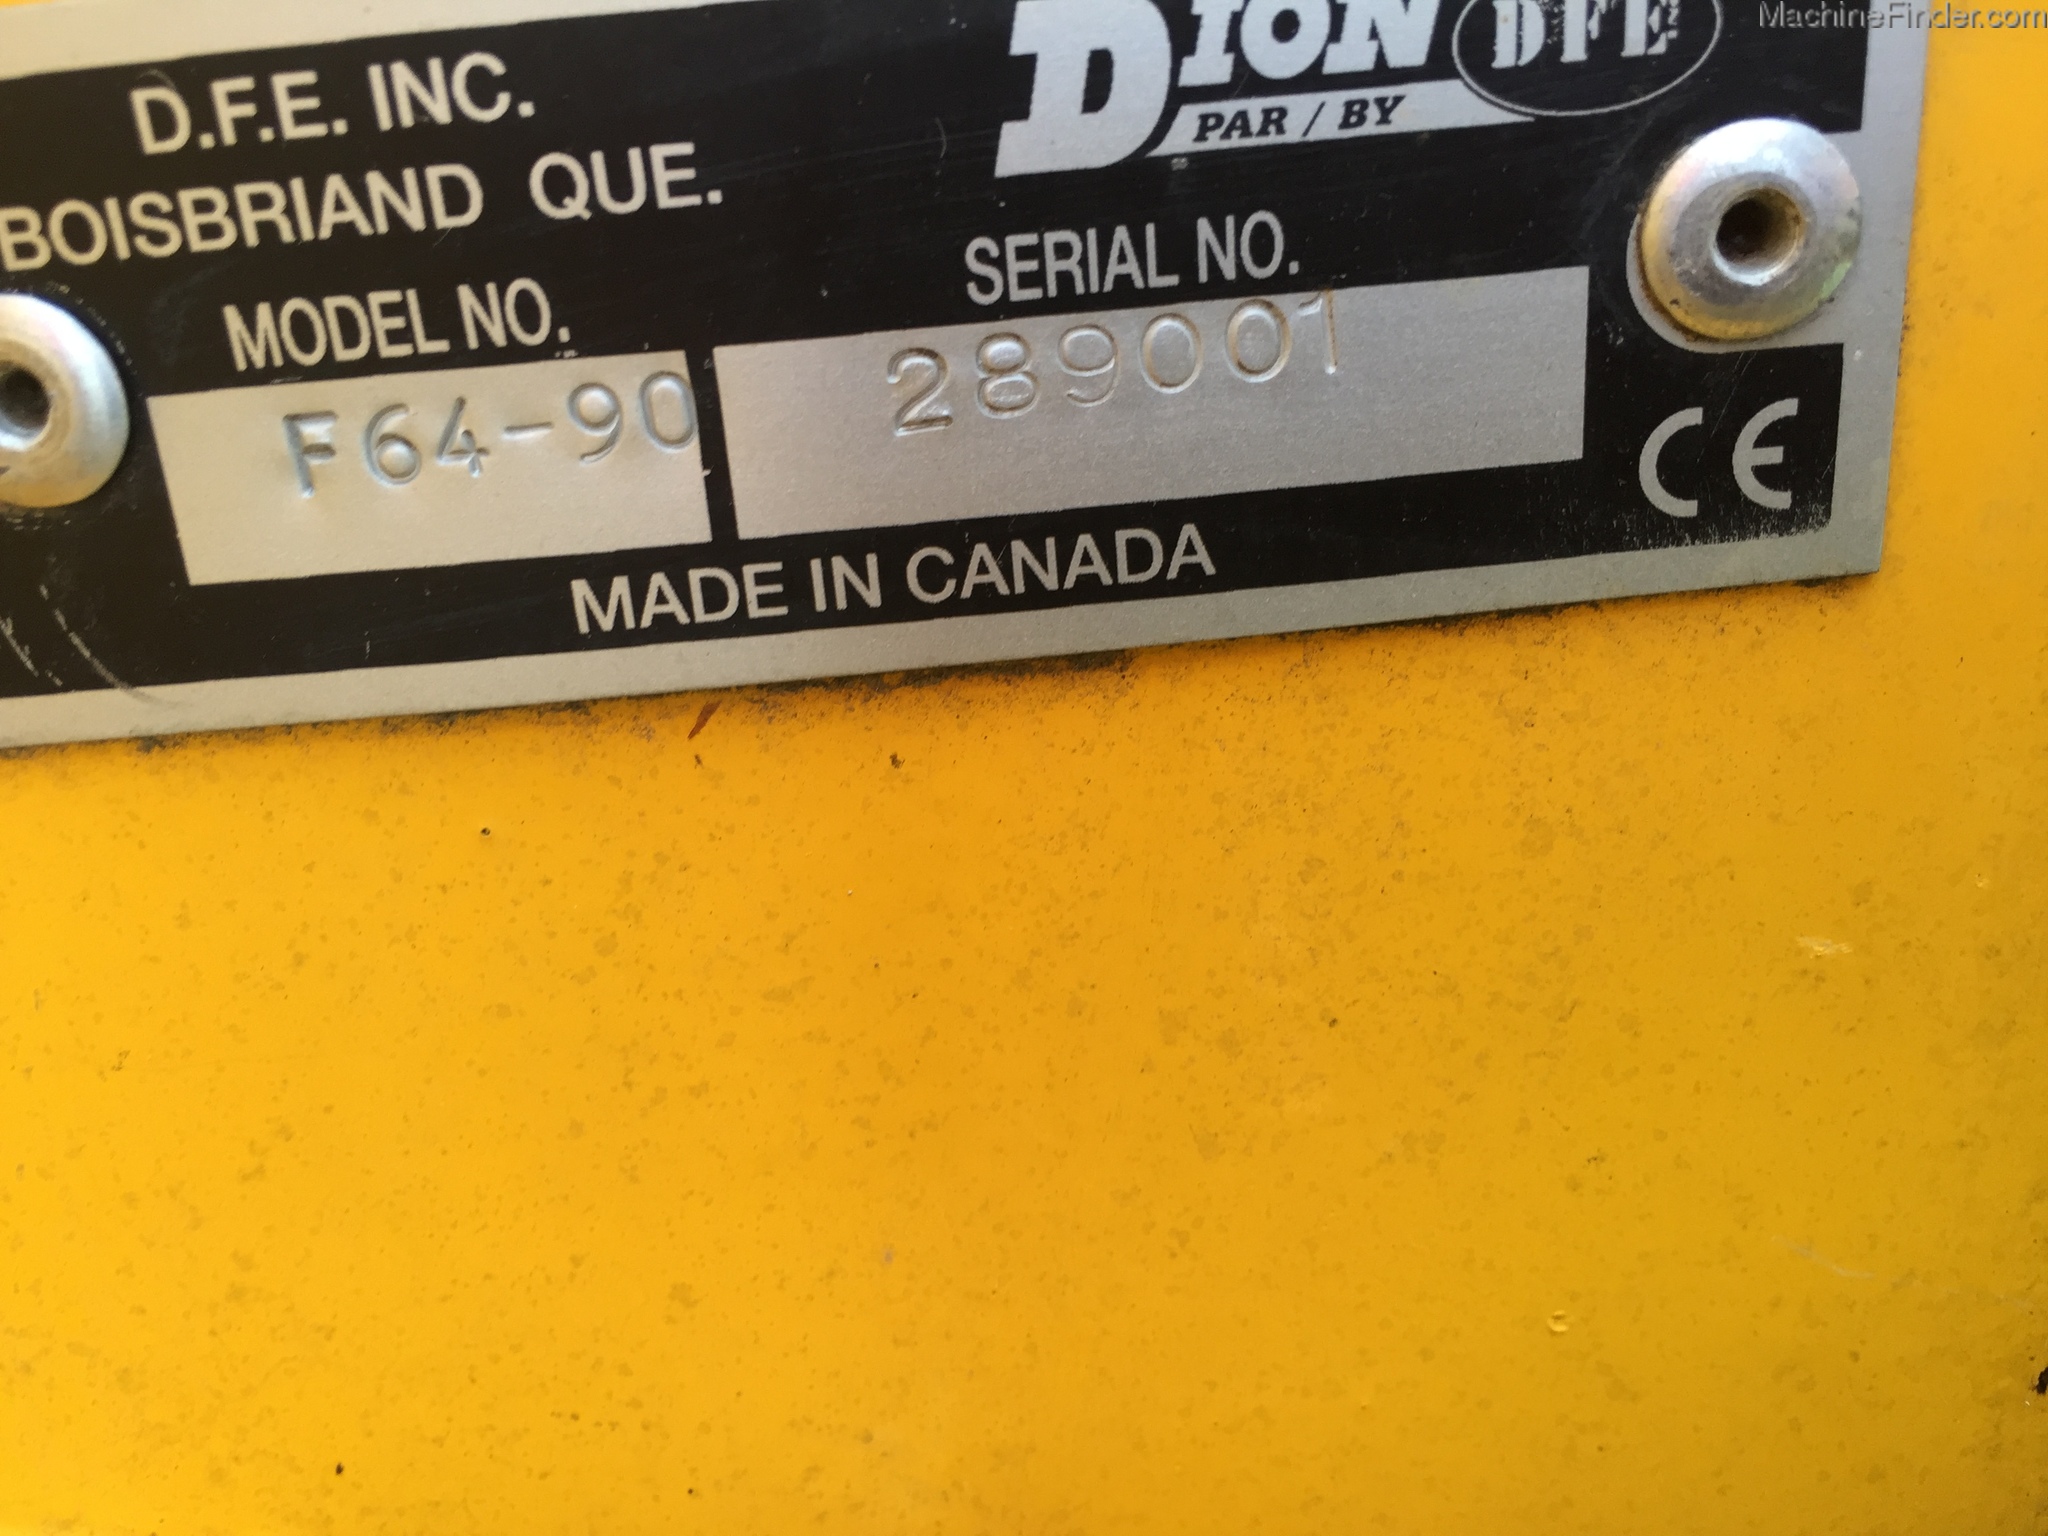 MachineFinder.com
D.F.E. INC.
BOISBRIAND QUE.
DION
PAR / BY
DFE INC
MODEL NO.
F64-90
SERIAL NO.
289001
CE
MADE IN CANADA